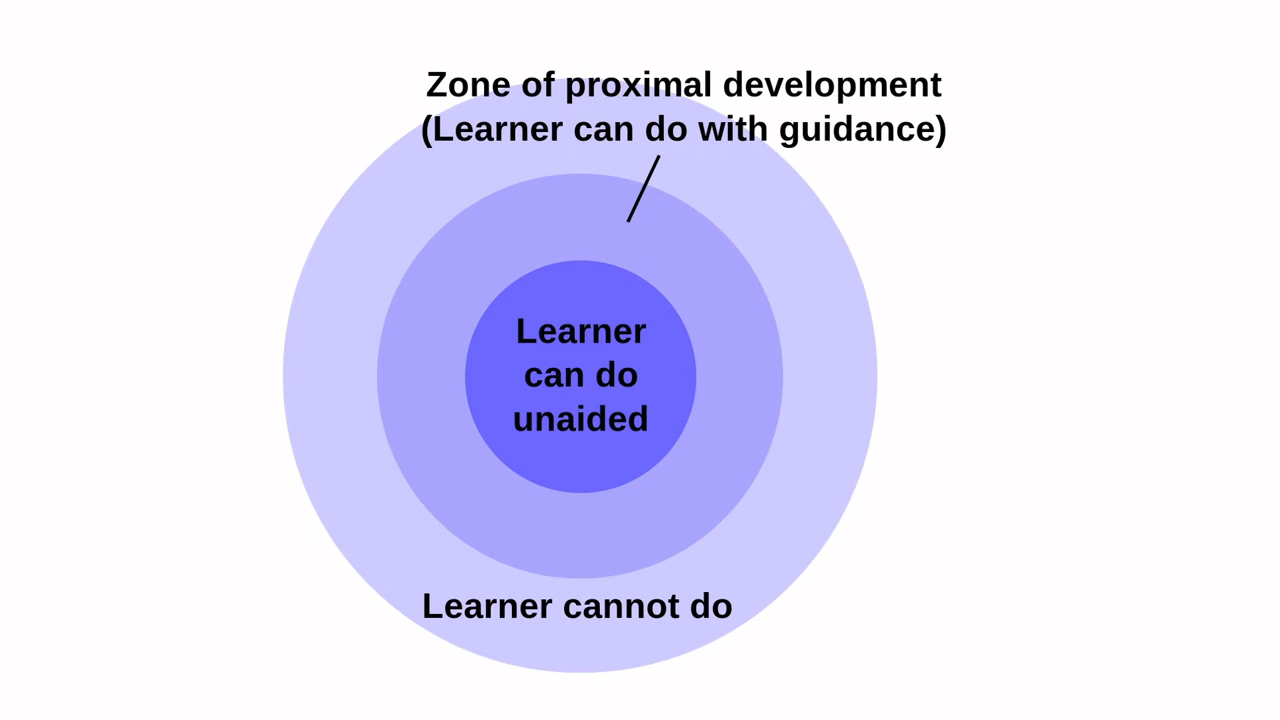 Zone of proximal development
(Learner can do with guidance)
Learner
can do
unaided
Learner cannot do